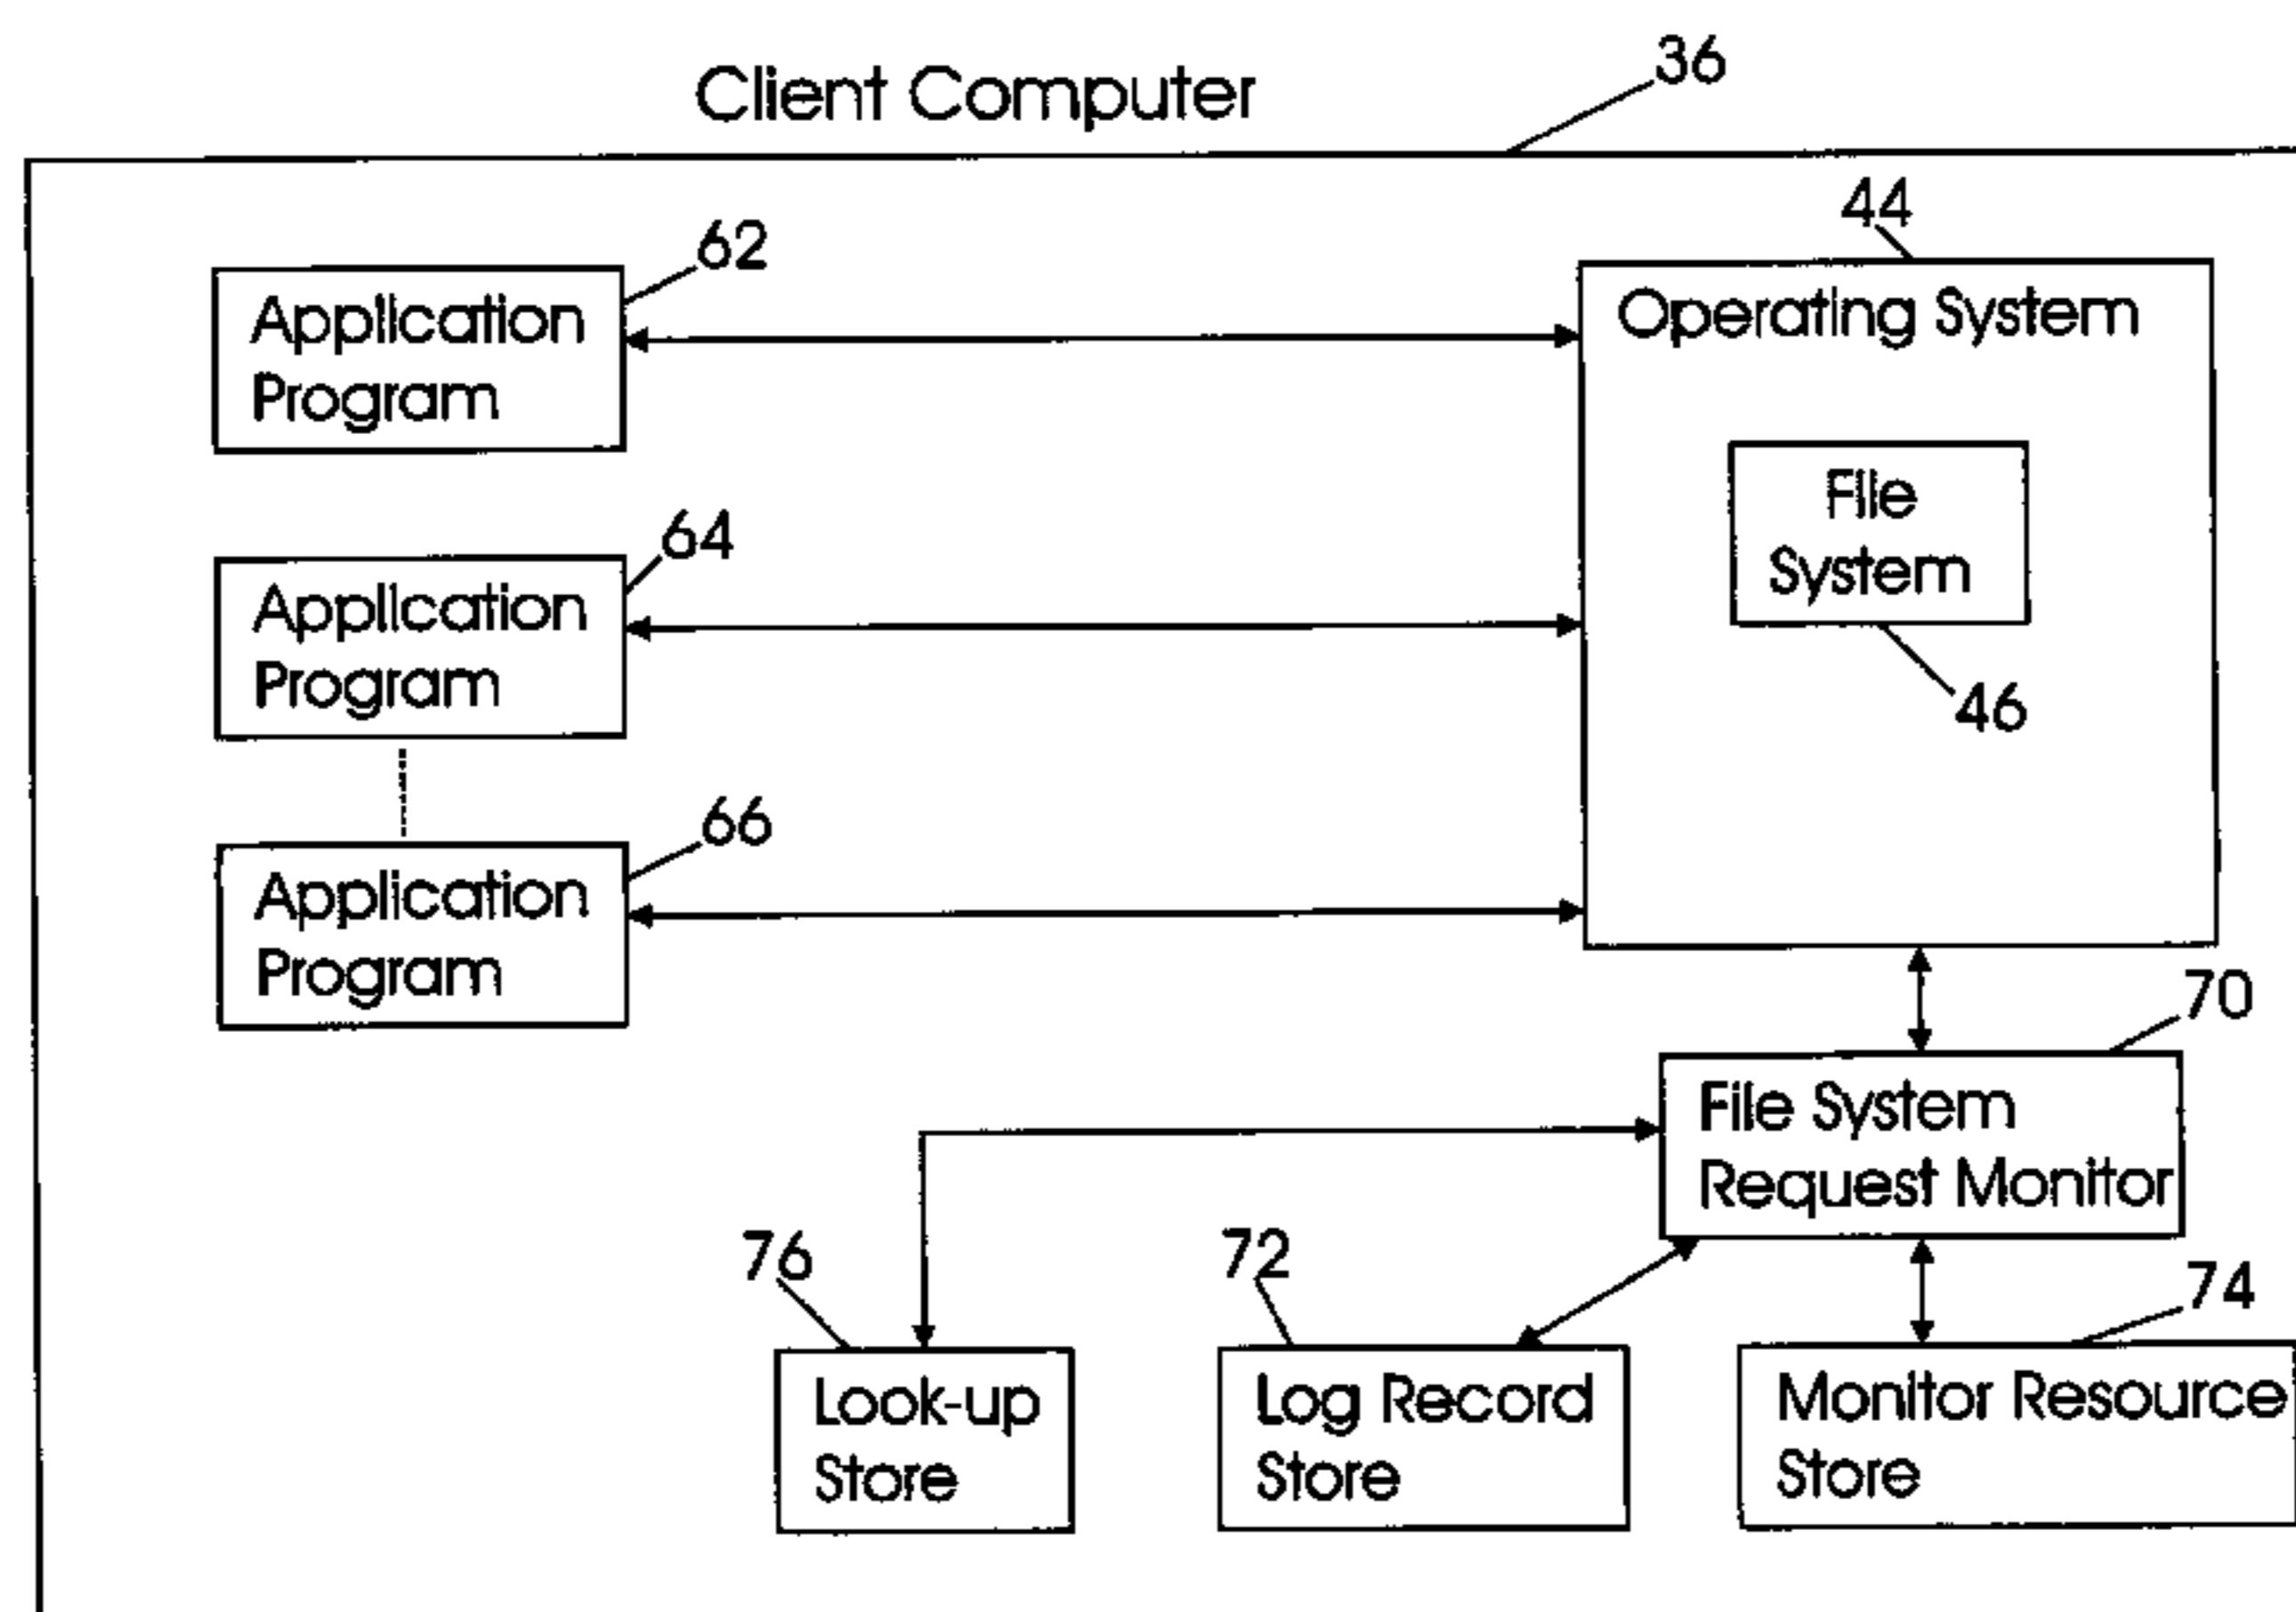 Client Computer
36
62
Application
Program
44
Operating System
File
System
46
64
Application
Program
66
Application
Program
70
File System
Request Monitor
76
Look-up
Store
72
Log Record
Store
74
Monitor Resource
Store